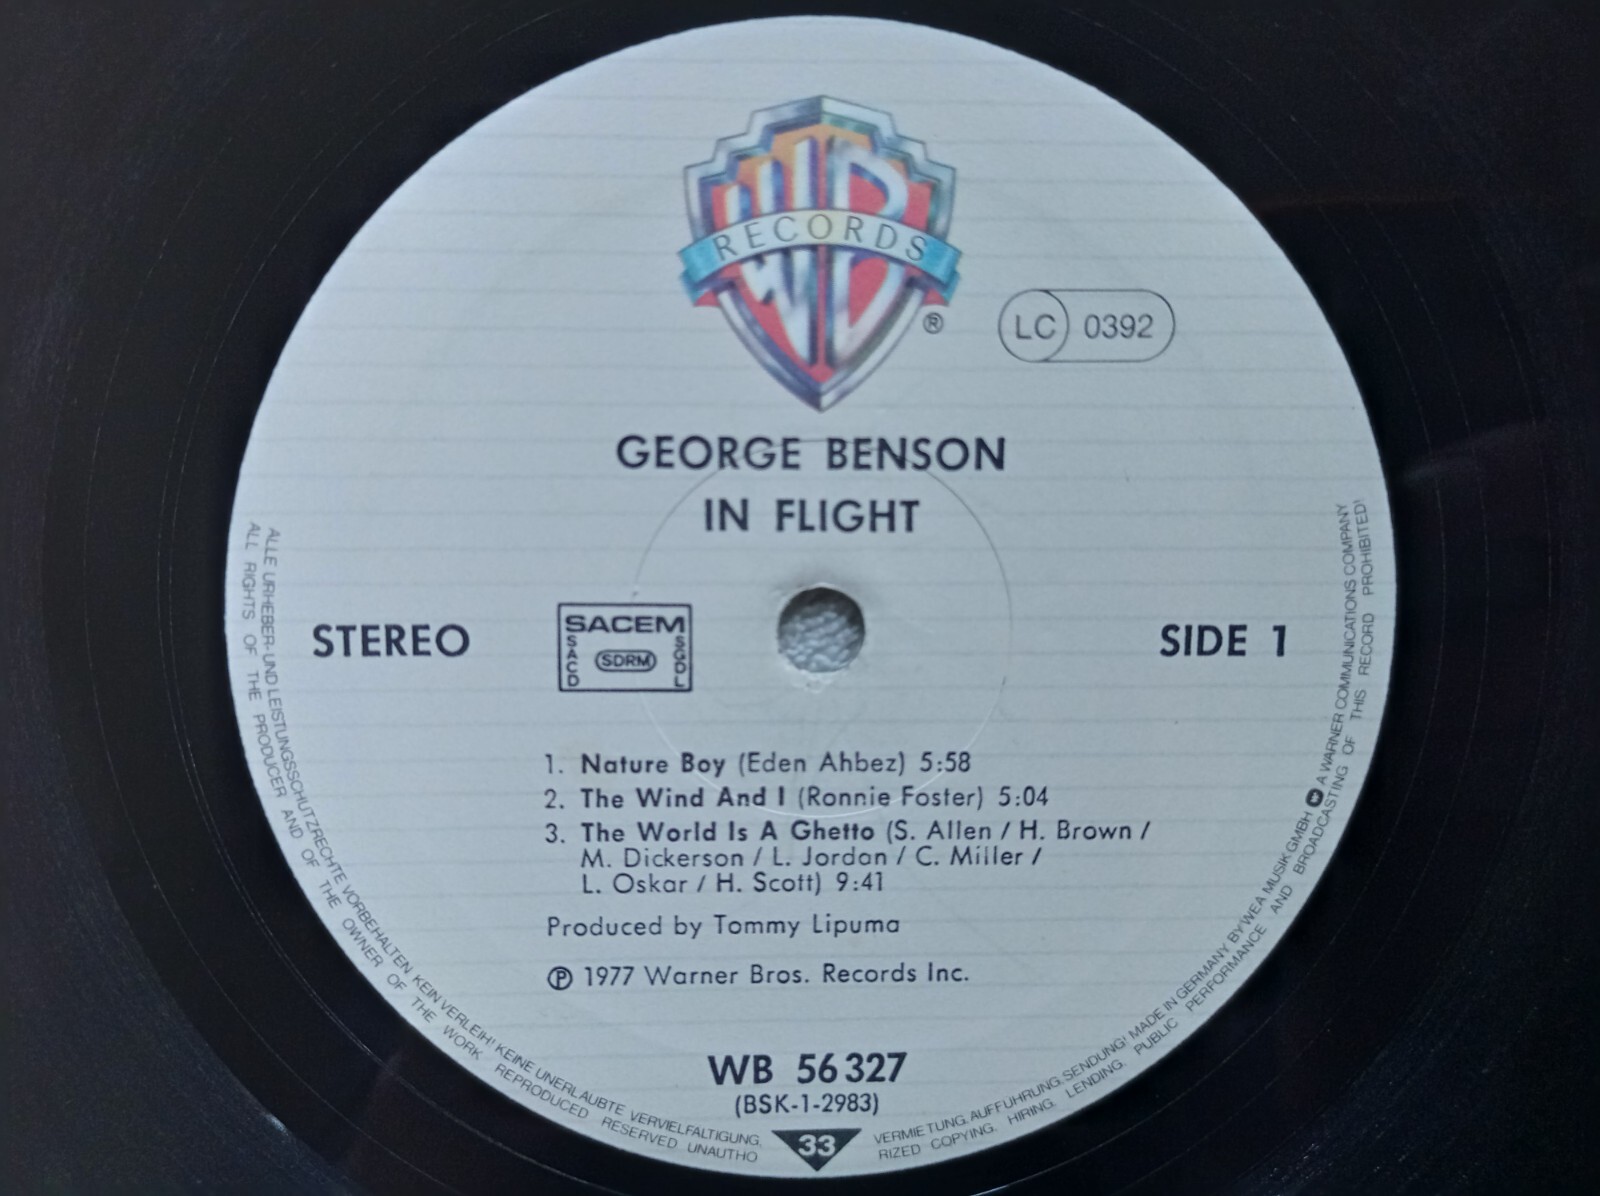 WB
RECORDS
®
LC 0392
GEORGE BENSON
IN FLIGHT
STEREO
SACEM
SACD
SDRM
SGDL
SIDE 1
1. Nature Boy (Eden Ahbez) 5:58
2. The Wind And I (Ronnie Foster) 5:04
3. The World Is A Ghetto (S. Allen / H. Brown /
M. Dickerson / L. Jordan / C. Miller /
L. Oskar / H. Scott) 9:41
Produced by Tommy Lipuma
℗ 1977 Warner Bros. Records Inc.
WB 56 327
(BSK-1-2983)
33
ALLE URHEBER- UND LEISTUNGSSCHUTZRECHTE VORBEHALTEN KEIN VERLEIH! KEINE UNERLAUBTE VERVIELFÄLTIGUNG, VERMIETUNG, AUFFÜHRUNG, SENDUNG! MADE IN GERMANY BY WEA MUSIK GMBH A WARNER COMMUNICATIONS COMPANY
ALL RIGHTS OF THE PRODUCER AND OF THE OWNER OF THE WORK REPRODUCED RESERVED UNAUTHO RIZED COPYING, HIRING, LENDING, PUBLIC PERFORMANCE AND BROADCASTING OF THIS RECORD PROHIBITED!